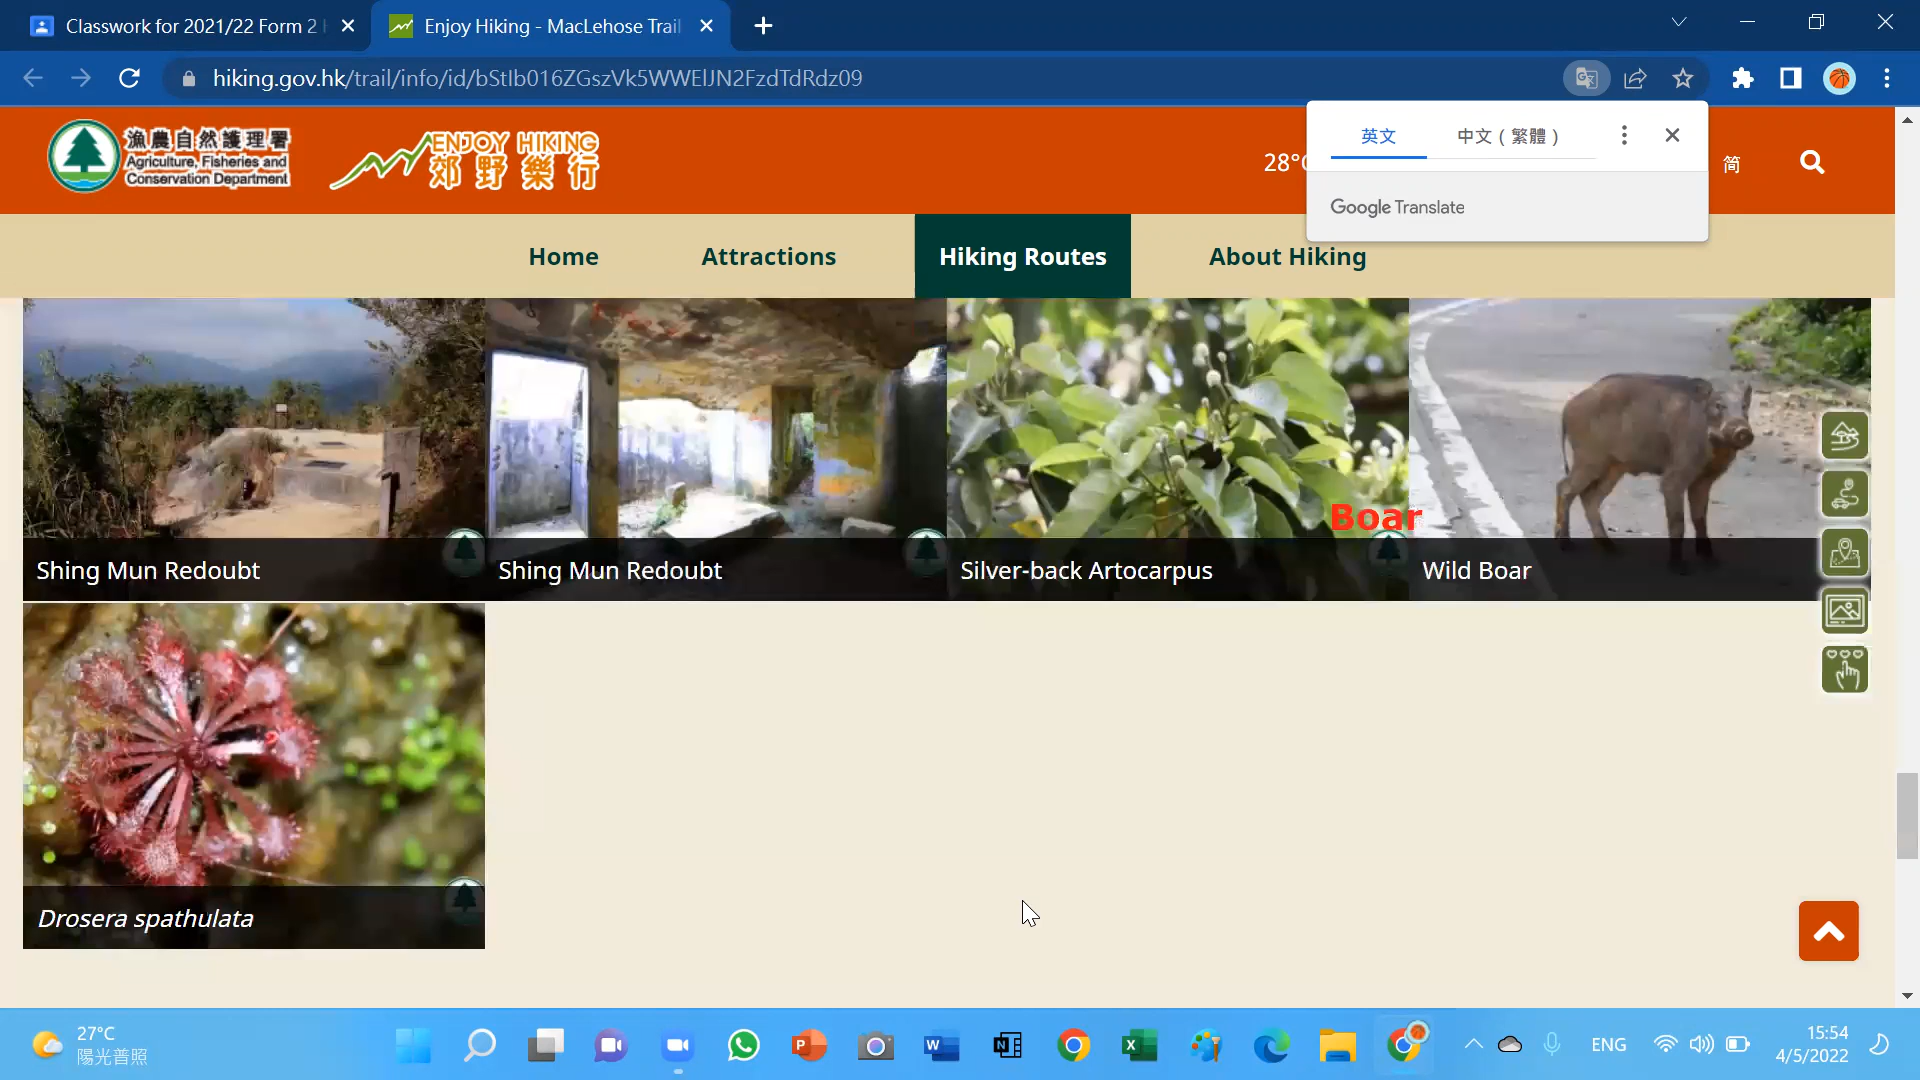 Classwork for 2021/22 Form 2
Enjoy Hiking - MacLehose Trail
hiking.gov.hk/trail/info/id/bStIb016ZGszVk5WWElJN2FzdTdRdz09
漁農自然護理署
Agriculture, Fisheries and
Conservation Department
ENJOY HIKING
郊野樂行
28°C
英文
中文（繁體）
Google Translate
简
Home
Attractions
Hiking Routes
About Hiking
Boar
Shing Mun Redoubt
Shing Mun Redoubt
Silver-back Artocarpus
Wild Boar
Drosera spathulata
27°C
陽光普照
ENG
15:54
4/5/2022